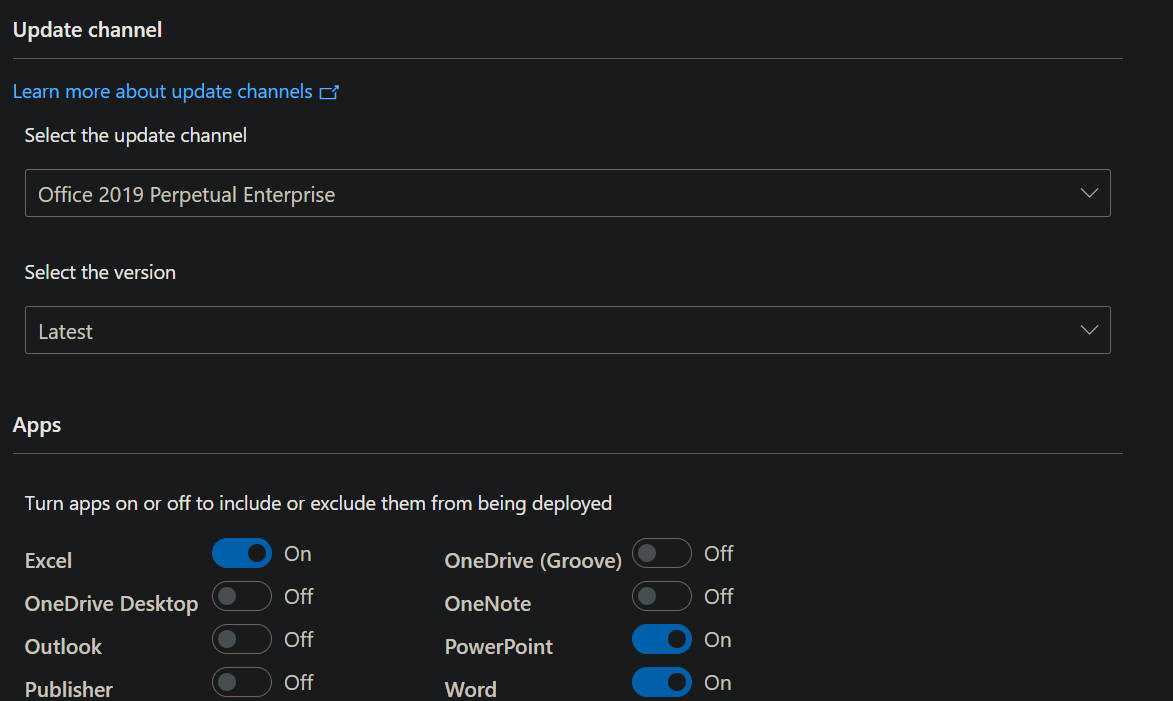 Update channel
Learn more about update channels
Select the update channel
Office 2019 Perpetual Enterprise
Select the version
Latest
Apps
Turn apps on or off to include or exclude them from being deployed
Excel On OneDrive (Groove) Off
OneDrive Desktop Off OneNote Off
Outlook Off PowerPoint On
Publisher Off Word On